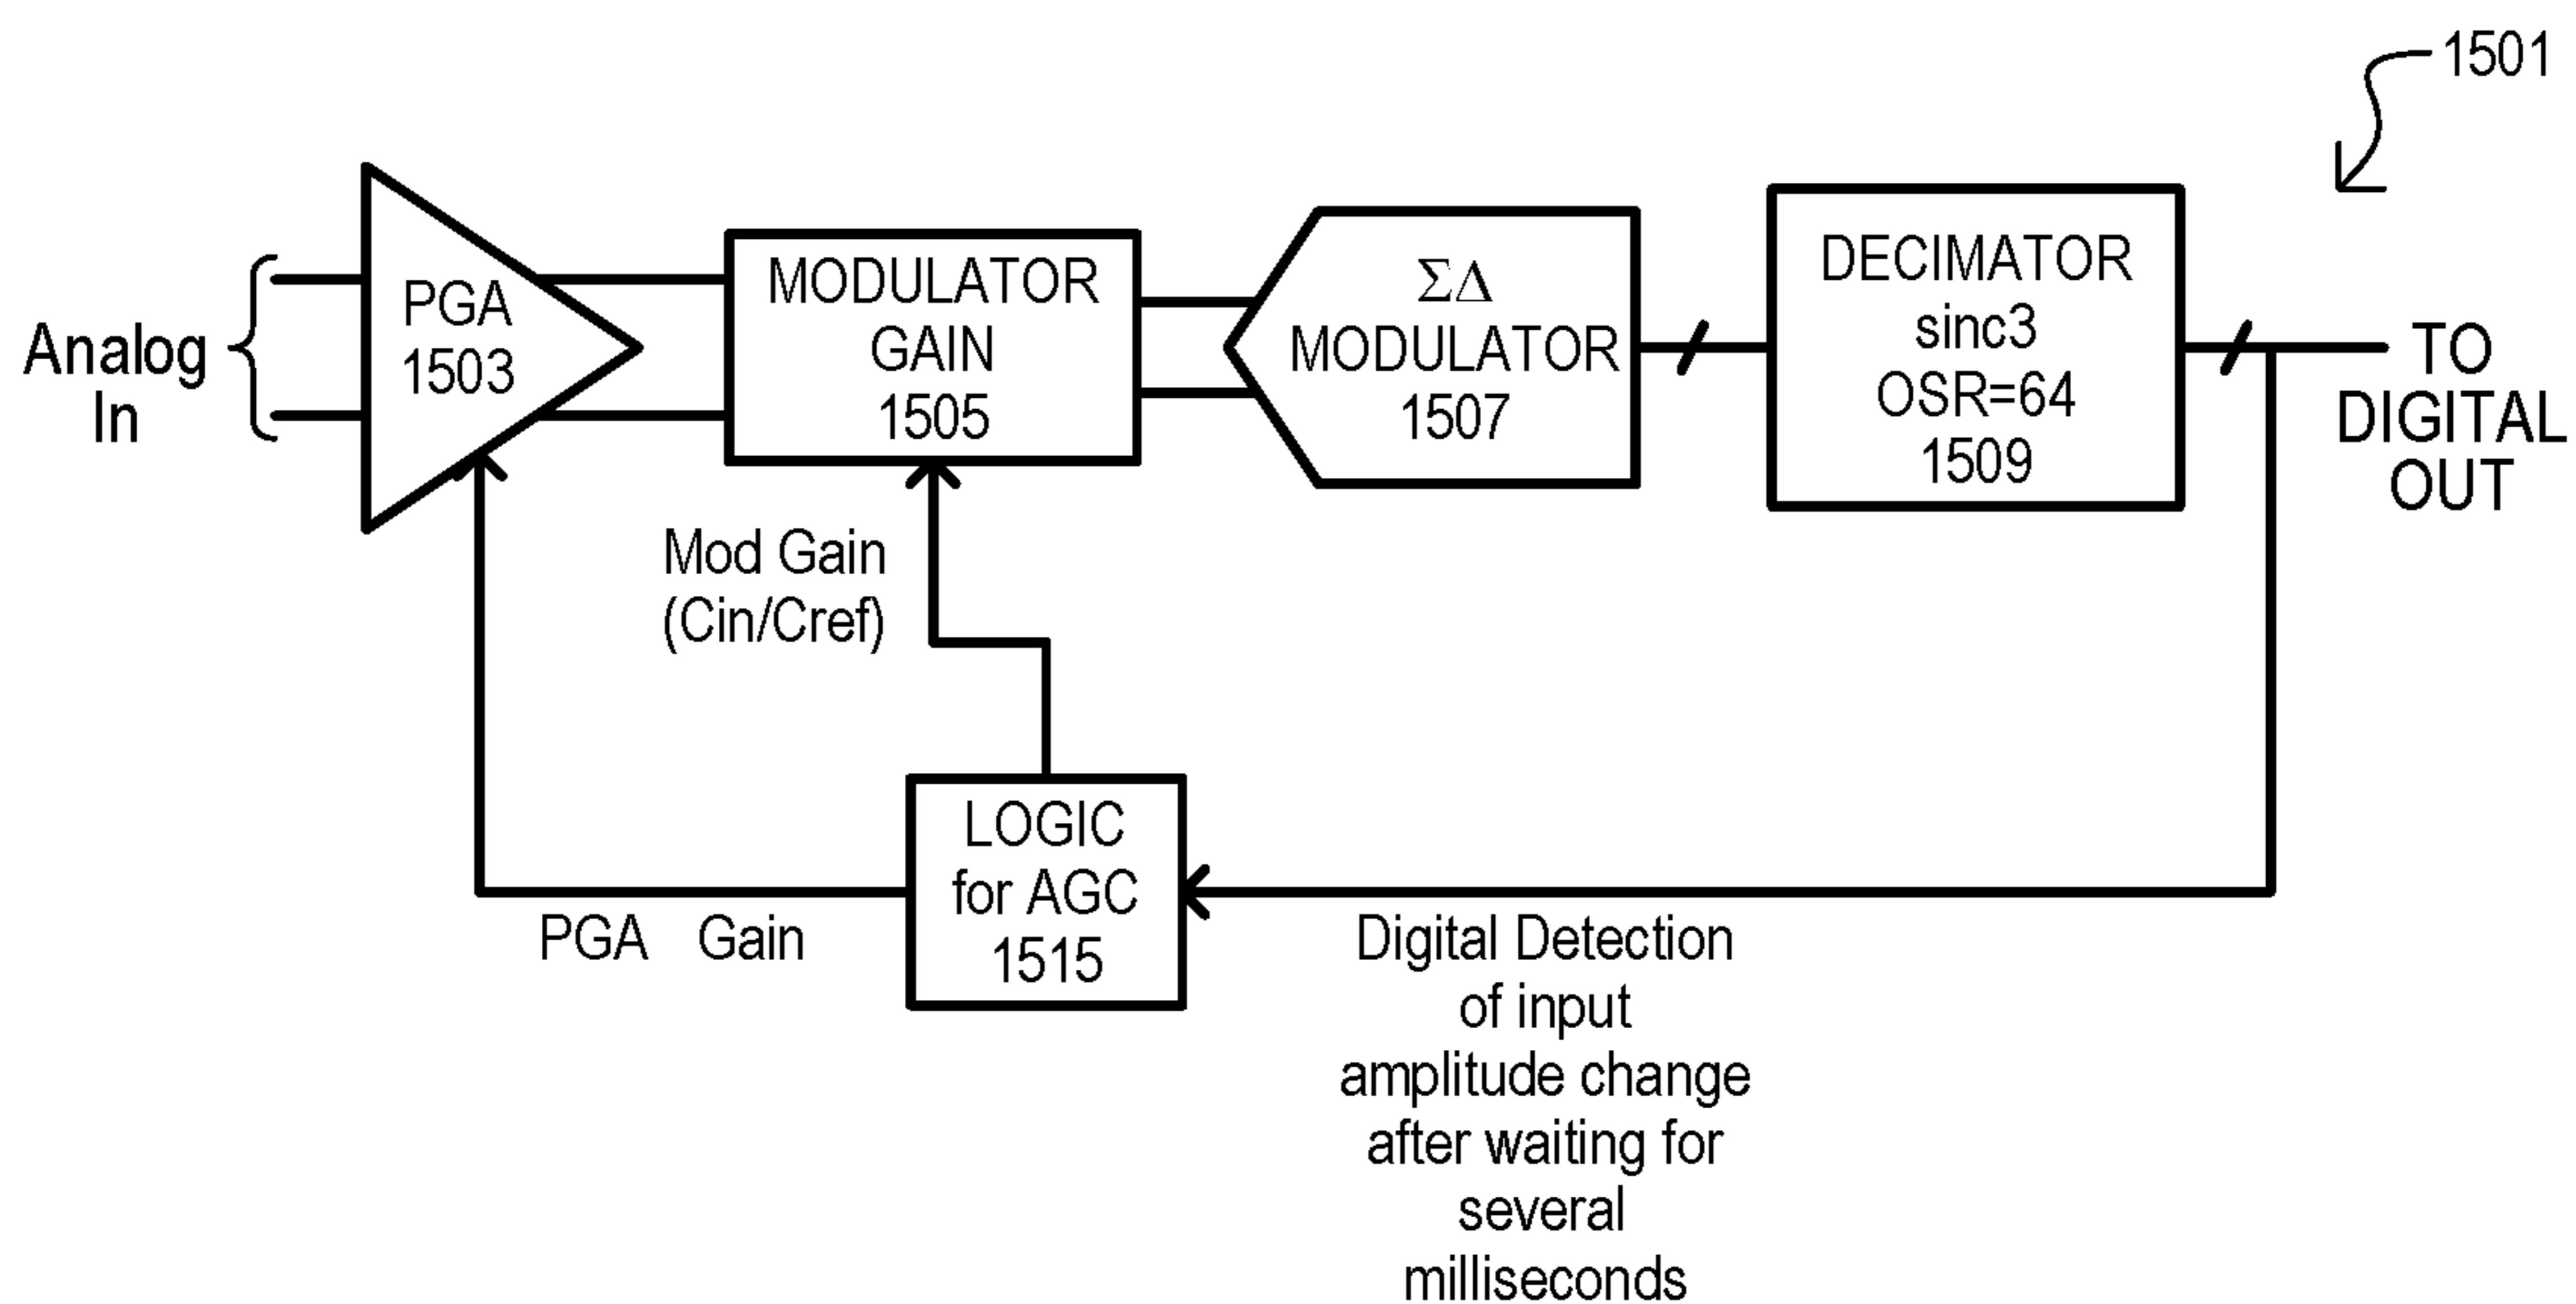 1501
Analog
In
PGA
1503
MODULATOR
GAIN
1505
ΣΔ
MODULATOR
1507
DECIMATOR
sinc3
OSR=64
1509
TO
DIGITAL
OUT
Mod Gain
(Cin/Cref)
LOGIC
for AGC
1515
PGA Gain
Digital Detection
of input
amplitude change
after waiting for
several
milliseconds